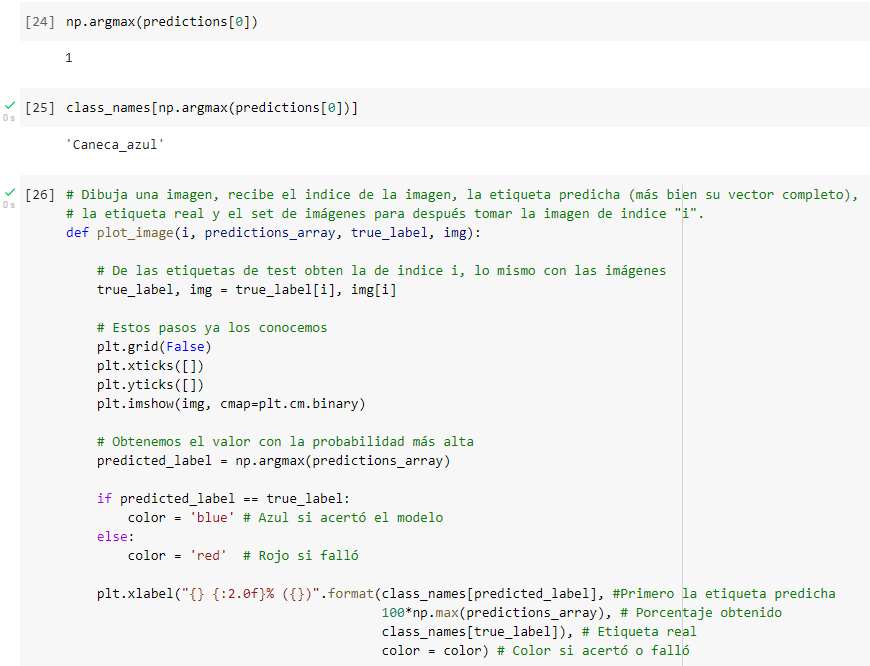 [24] np.argmax(predictions[0])
1
[25] class_names[np.argmax(predictions[0])]
0 s
'Caneca_azul'
[26] # Dibuja una imagen, recibe el indice de la imagen, la etiqueta predicha (más bien su vector completo),
0 s
# la etiqueta real y el set de imágenes para después tomar la imagen de indice "i".
def plot_image(i, predictions_array, true_label, img):
# De las etiquetas de test obten la de indice i, lo mismo con las imágenes
true_label, img = true_label[i], img[i]
# Estos pasos ya los conocemos
plt.grid(False)
plt.xticks([])
plt.yticks([])
plt.imshow(img, cmap=plt.cm.binary)
# Obtenemos el valor con la probabilidad más alta
predicted_label = np.argmax(predictions_array)
if predicted_label == true_label:
color = 'blue' # Azul si acertó el modelo
else:
color = 'red'  # Rojo si falló
plt.xlabel("{} {:2.0f}% ({})".format(class_names[predicted_label], #Primero la etiqueta predicha
100*np.max(predictions_array), # Porcentaje obtenido
class_names[true_label]), # Etiqueta real
color = color) # Color si acertó o falló